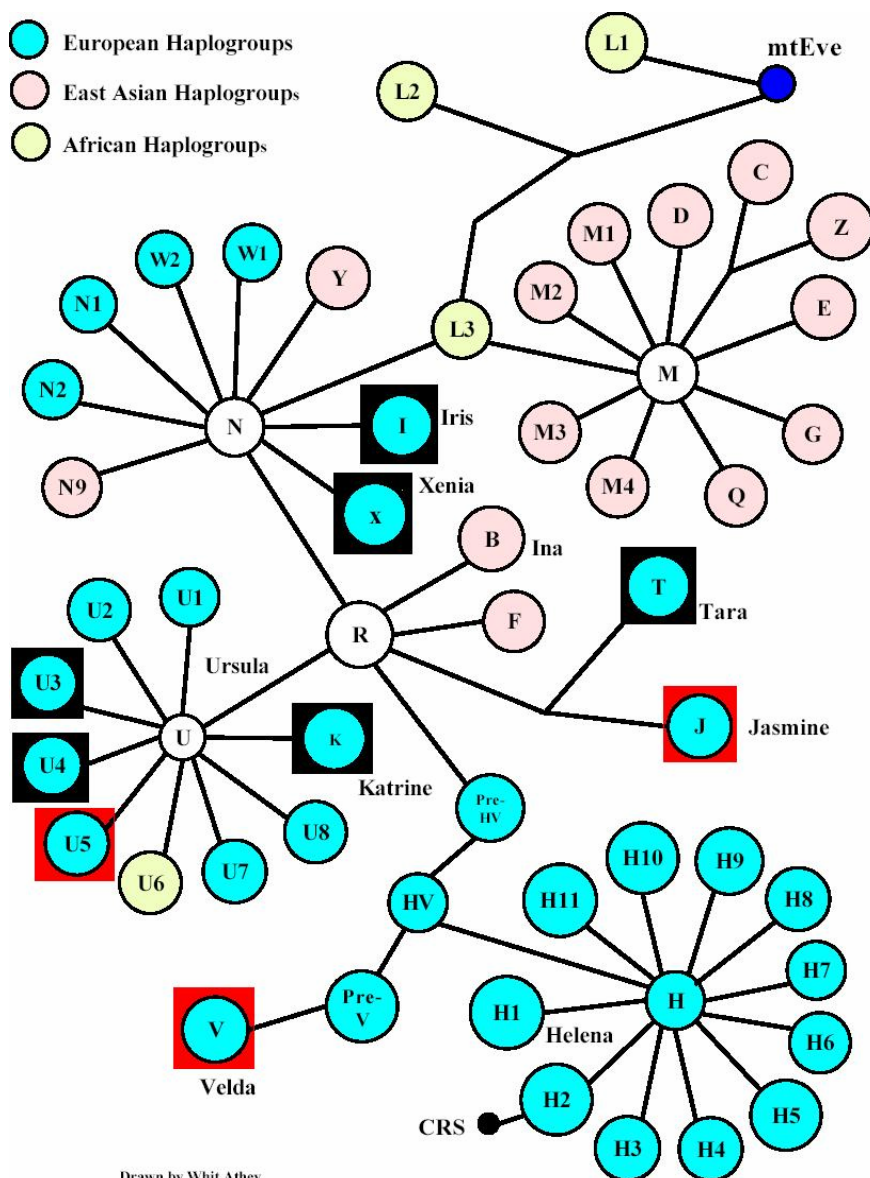 European Haplogroups
East Asian Haplogroups
African Haplogroups
L1
mtEve
L2
C
D
Z
M1
W1
W2
Y
M2
E
N1
L3
M
N2
I
Iris
N
M3
G
N9
M4
Q
Xenia
X
B
Ina
T
Tara
U1
U2
F
R
Ursula
U3
J
Jasmine
U
K
U4
Katrine
Pre-
HV
U8
U5
H10
H9
U7
U6
H11
H8
HV
H7
Pre-
V
H
H1
V
Helena
H6
Velda
H2
H5
CRS
H3
H4
Drawn by Whit Athey